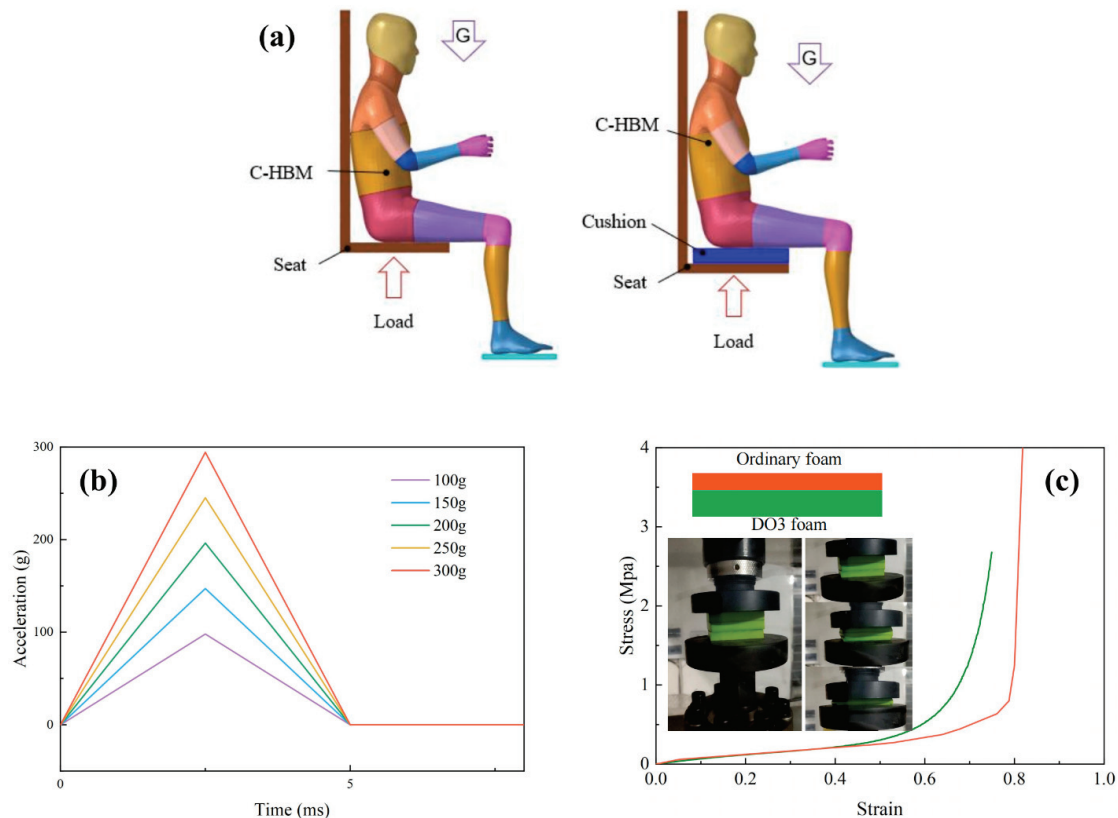 (a)
G
C-HBM
Seat
Load
G
C-HBM
Cushion
Seat
Load
(b)
Acceleration (g)
300
200
100
0
0
5
Time (ms)
100g
150g
200g
250g
300g
(c)
Stress (Mpa)
4
3
2
1
0
0.0
0.2
0.4
0.6
0.8
1.0
Strain
Ordinary foam
DO3 foam